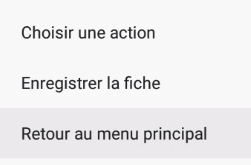 Choisir une action
Enregistrer la fiche
Retour au menu principal